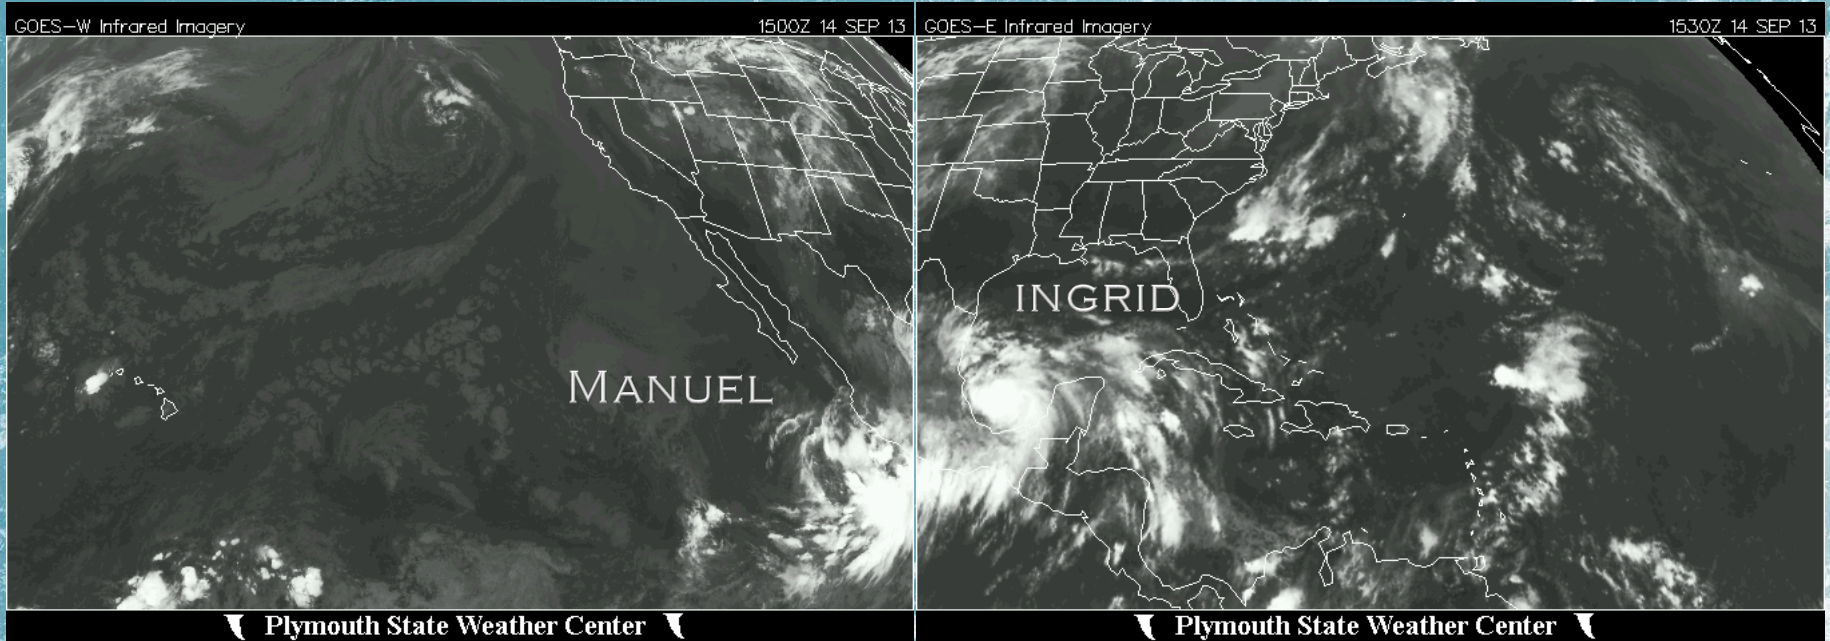 GOES-W Infrared Imagery 1500Z 14 SEP 13
MANUEL
Plymouth State Weather Center
GOES-E Infrared Imagery 1530Z 14 SEP 13
INGRID
Plymouth State Weather Center